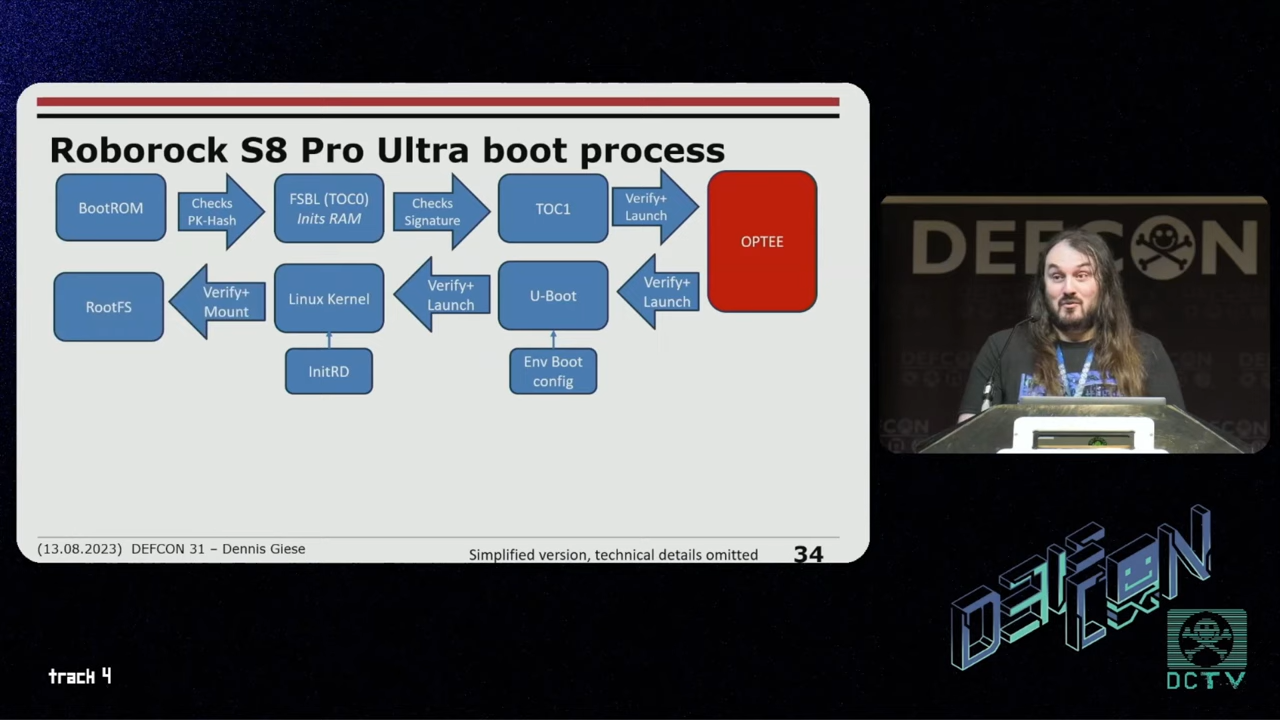 Roborock S8 Pro Ultra boot process
BootROM
Checks
PK-Hash
FSBL (TOC0)
Inits RAM
Checks
Signature
TOC1
Verify+
Launch
OPTEE
Verify+
Launch
U-Boot
Verify+
Launch
Linux Kernel
Verify+
Mount
RootFS
InitRD
Env Boot
config
(13.08.2023) DEFCON 31 – Dennis Giese
Simplified version, technical details omitted
34
DEFCON
DEFCON
DCTV
track 4